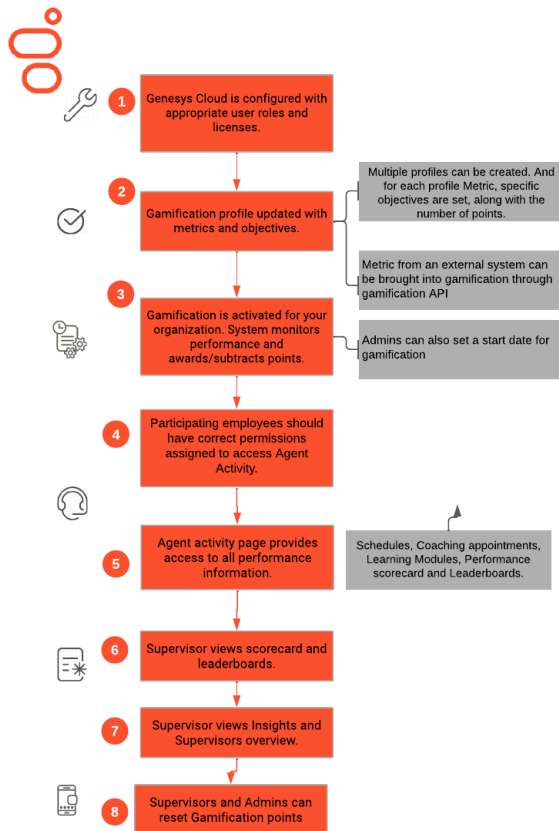 1
Genesys Cloud is configured with
appropriate user roles and
licenses.
2
Gamification profile updated with
metrics and objectives.
Multiple profiles can be created. And
for each profile Metric, specific
objectives are set, along with the
number of points.
Metric from an external system can
be brought into gamification through
gamification API
3
Gamification is activated for your
organization. System monitors
performance and
awards/subtracts points.
Admins can also set a start date for
gamification
4
Participating employees should
have correct permissions
assigned to access Agent
Activity.
5
Agent activity page provides
access to all performance
information.
Schedules, Coaching appointments,
Learning Modules, Performance
scorecard and Leaderboards.
6
Supervisor views scorecard and
leaderboards.
7
Supervisor views Insights and
Supervisors overview.
8
Supervisors and Admins can
reset Gamification points